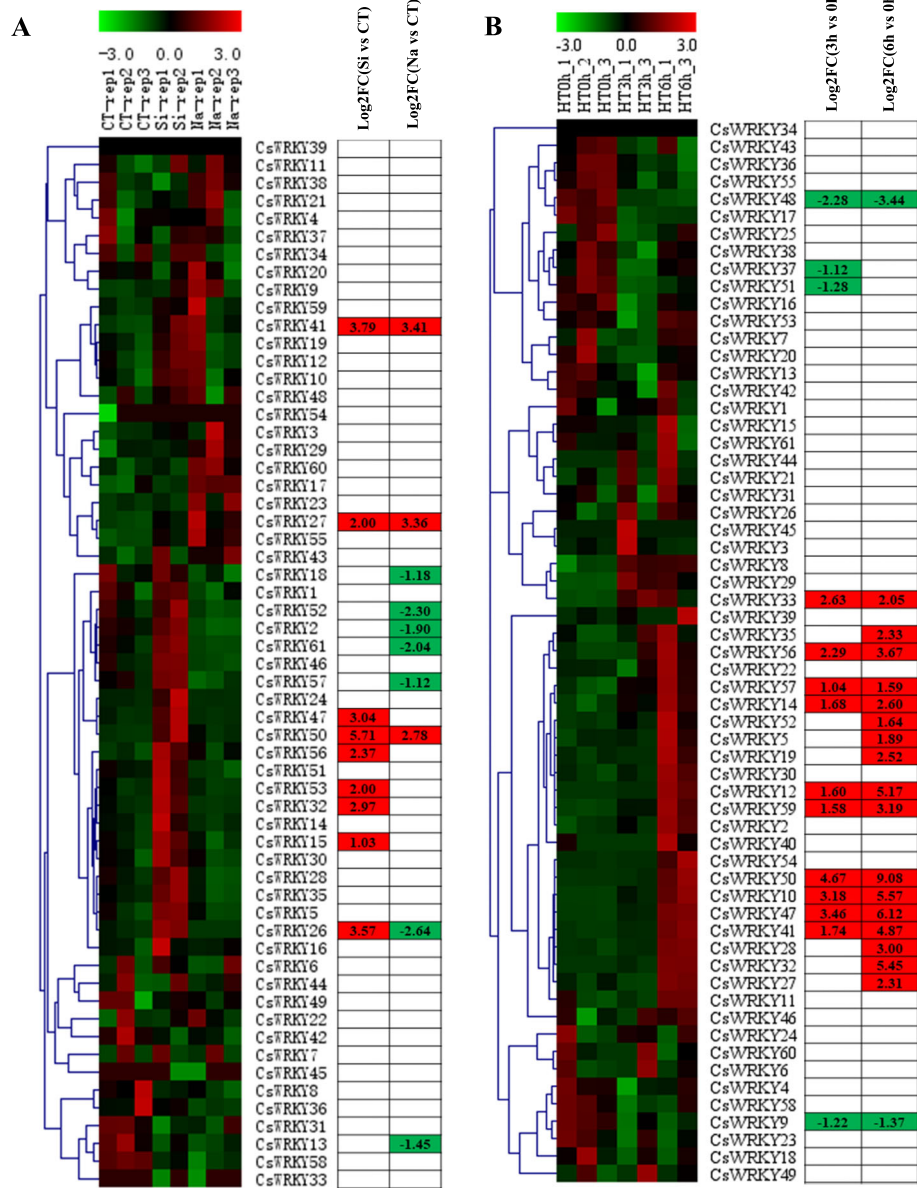 A
-3.0 0.0 3.0
CT-rep1
CT-rep2
CT-rep3
Si-rep1
Si-rep2
Na-rep1
Na-rep2
Na-rep3
Log2FC(Si vs CT)
Log2FC(Na vs CT)
CsWRKY39
CsWRKY11
CsWRKY38
CsWRKY21
CsWRKY4
CsWRKY37
CsWRKY34
CsWRKY20
CsWRKY9
CsWRKY59
CsWRKY41 3.79 3.41
CsWRKY19
CsWRKY12
CsWRKY10
CsWRKY48
CsWRKY54
CsWRKY3
CsWRKY29
CsWRKY60
CsWRKY17
CsWRKY23
CsWRKY27 2.00 3.36
CsWRKY55
CsWRKY43
CsWRKY18 -1.18
CsWRKY1
CsWRKY52 -2.30
CsWRKY2 -1.90
CsWRKY61 -2.04
CsWRKY46
CsWRKY57 -1.12
CsWRKY24
CsWRKY47 3.04
CsWRKY50 5.71 2.78
CsWRKY56 2.37
CsWRKY51
CsWRKY53 2.00
CsWRKY32 2.97
CsWRKY14
CsWRKY15 1.03
CsWRKY30
CsWRKY28
CsWRKY35
CsWRKY5
CsWRKY26 3.57 -2.64
CsWRKY16
CsWRKY6
CsWRKY44
CsWRKY49
CsWRKY22
CsWRKY42
CsWRKY7
CsWRKY45
CsWRKY8
CsWRKY36
CsWRKY31
CsWRKY13 -1.45
CsWRKY58
CsWRKY33
B
-3.0 0.0 3.0
HT0h_1
HT0h_2
HT0h_3
HT3h_1
HT3h_3
HT6h_1
HT6h_3
Log2FC(3h vs 0h
Log2FC(6h vs 0h
CsWRKY34
CsWRKY43
CsWRKY36
CsWRKY55
CsWRKY48 -2.28 -3.44
CsWRKY17
CsWRKY25
CsWRKY38
CsWRKY37 -1.12
CsWRKY51 -1.28
CsWRKY16
CsWRKY53
CsWRKY7
CsWRKY20
CsWRKY13
CsWRKY42
CsWRKY1
CsWRKY15
CsWRKY61
CsWRKY44
CsWRKY21
CsWRKY31
CsWRKY26
CsWRKY45
CsWRKY3
CsWRKY8
CsWRKY29
CsWRKY33 2.63 2.05
CsWRKY39
CsWRKY35 2.33
CsWRKY56 2.29 3.67
CsWRKY22
CsWRKY57 1.04 1.59
CsWRKY14 1.68 2.60
CsWRKY52 1.64
CsWRKY5 1.89
CsWRKY19 2.52
CsWRKY30
CsWRKY12 1.60 5.17
CsWRKY59 1.58 3.19
CsWRKY2
CsWRKY40
CsWRKY54
CsWRKY50 4.67 9.08
CsWRKY10 3.18 5.57
CsWRKY47 3.46 6.12
CsWRKY41 1.74 4.87
CsWRKY28 3.00
CsWRKY32 5.45
CsWRKY27 2.31
CsWRKY11
CsWRKY46
CsWRKY24
CsWRKY60
CsWRKY6
CsWRKY4
CsWRKY58
CsWRKY9 -1.22 -1.37
CsWRKY23
CsWRKY18
CsWRKY49